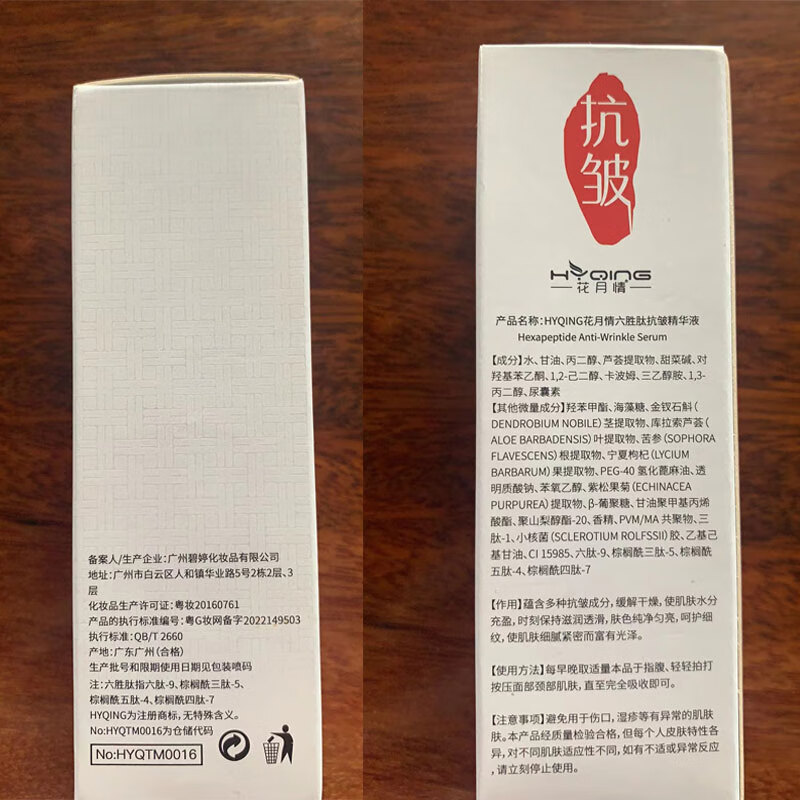 备案人/生产企业:广州碧婷化妆品有限公司
地址:广州市白云区人和镇华业路5号2栋2层、3
层
化妆品生产许可证:粤妆20160761
产品的执行标准编号:粤G妆网备字2022149503
执行标准:QB/T 2660
产地:广东广州(合格)
生产批号和限期使用日期见包装喷码
注:六胜肽指六肽-9、棕榈酰三肽-5、
棕榈酰五肽-4、棕榈酰四肽-7
HYQING为注册商标,无特殊含义。
No:HYQTM0016为仓储代码
No:HYQTM0016
抗
皱
HYQING
花月情
产品名称:HYQING花月情六胜肽抗皱精华液
Hexapeptide Anti-Wrinkle Serum
【成分】水、甘油、丙二醇、芦荟提取物、甜菜碱、对
羟基苯乙酮、1,2-己二醇、卡波姆、三乙醇胺、1,3-
丙二醇、尿囊素
【其他微量成分】羟苯甲酯、海藻糖、金钗石斛(
DENDROBIUM NOBILE)茎提取物、库拉索芦荟(
ALOE BARBADENSIS)叶提取物、苦参(SOPHORA
FLAVESCENS)根提取物、宁夏枸杞(LYCIUM
BARBARUM)果提取物、PEG-40 氢化蓖麻油、透
明质酸钠、苯氧乙醇、紫松果菊(ECHINACEA
PURPUREA)提取物、β-葡聚糖、甘油聚甲基丙烯
酸酯、聚山梨醇酯-20、香精、PVM/MA 共聚物、三
肽-1、小核菌(SCLEROTIUM ROLFSSII)胶、乙基己
基甘油、CI 15985、六肽-9、棕榈酰三肽-5、棕榈酰
五肽-4、棕榈酰四肽-7
【作用】蕴含多种抗皱成分,缓解干燥,使肌肤水分
充盈,时刻保持滋润透滑,肤色纯净匀亮,呵护细
纹,使肌肤细腻紧密而富有光泽。
【使用方法】每早晚取适量本品于指腹、轻轻拍打
按压面部颈部肌肤,直至完全吸收即可。
【注意事项】避免用于伤口,湿疹等有异常的肌肤
肤。本产品经质量检验合格,但每个人皮肤特性各
异,对不同肌肤适应性不同,如有不适或异常反应
,请立刻停止使用。